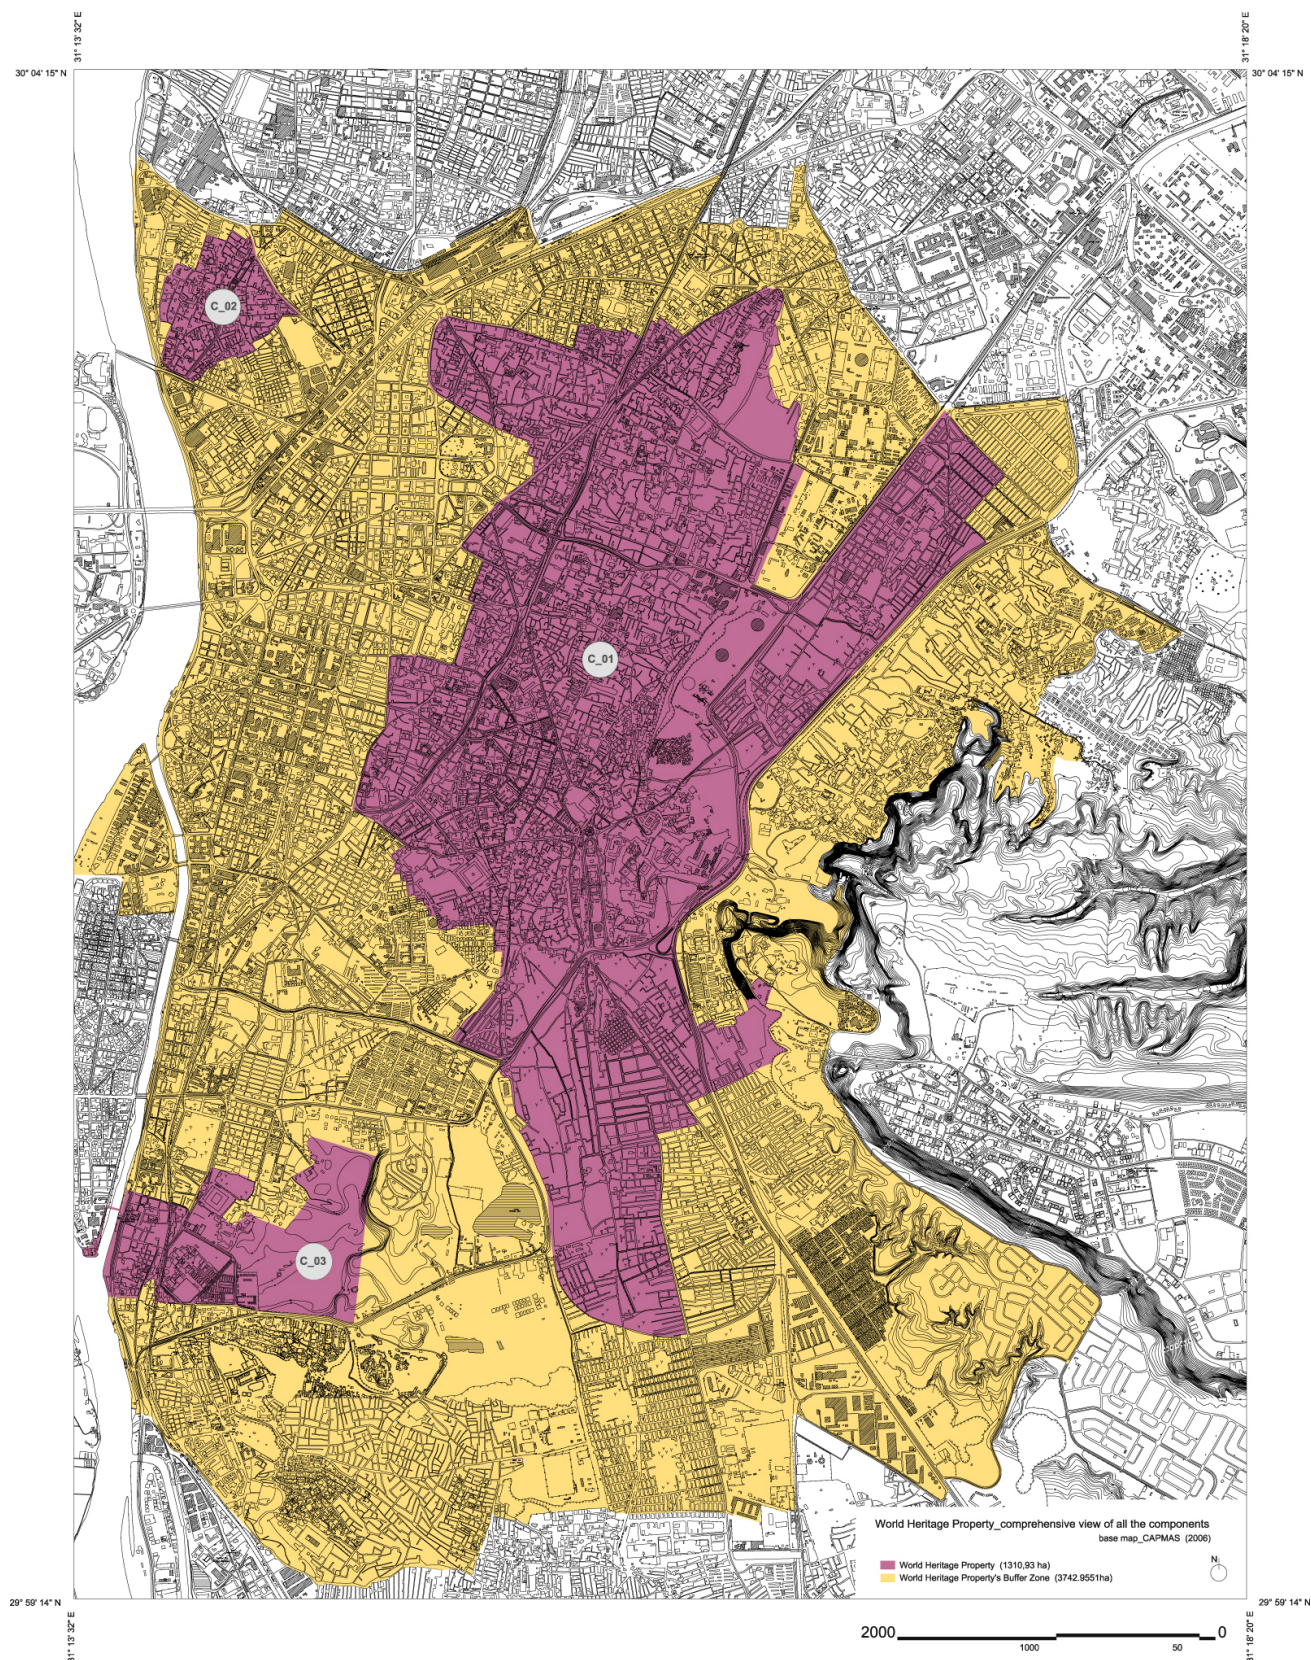 31° 13' 32" E
31° 18' 20" E
30° 04' 15" N
30° 04' 15" N
C_02
C_01
C_03
World Heritage Property_comprehensive view of all the components
base map_CAPMAS (2006)
N
World Heritage Property (1310,93 ha)
World Heritage Property's Buffer Zone (3742.9551ha)
29° 59' 14" N
29° 59' 14" N
31° 13' 32" E
31° 18' 20" E
2000
0
1000
50